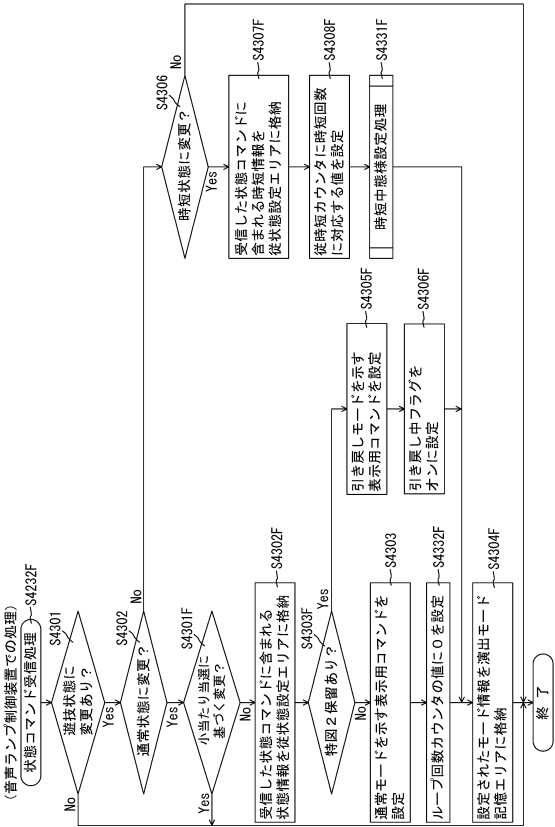 (音声ランプ制御装置での処理)
状態コマンド受信処理
S4232F
遊技状態に
変更あり?
S4301
No
Yes
通常状態に変更?
S4302
No
Yes
小当たり当選に
基づく変更?
S4301F
Yes
No
受信した状態コマンドに含まれる
状態情報を従状態設定エリアに格納
S4302F
特図2保留あり?
S4303F
Yes
No
通常モードを示す表示用コマンドを
設定
S4303
ループ回数カウンタの値に0を設定
S4332F
設定されたモード情報を演出モード
記憶エリアに格納
S4304F
終了
引き戻しモードを示す
表示用コマンドを設定
S4305F
引き戻し中フラグを
オンに設定
S4306F
時短状態に変更?
S4306
No
Yes
受信した状態コマンドに
含まれる時短情報を
従状態設定エリアに格納
S4307F
従時短カウンタに時短回数
に対応する値を設定
S4308F
時短中態様設定処理
S4331F